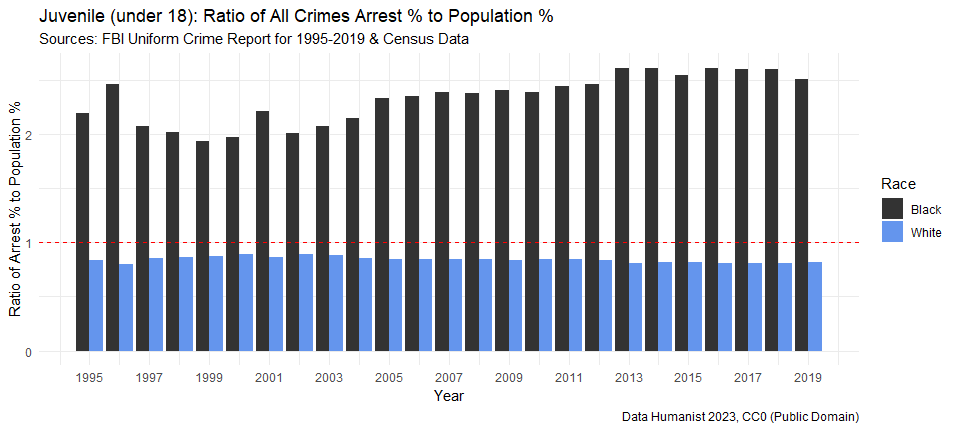 Juvenile (under 18): Ratio of All Crimes Arrest % to Population %
Sources: FBI Uniform Crime Report for 1995-2019 & Census Data
Ratio of Arrest % to Population %
2
1
0
1995 1997 1999 2001 2003 2005 2007 2009 2011 2013 2015 2017 2019
Year
Race
Black
White
Data Humanist 2023, CC0 (Public Domain)